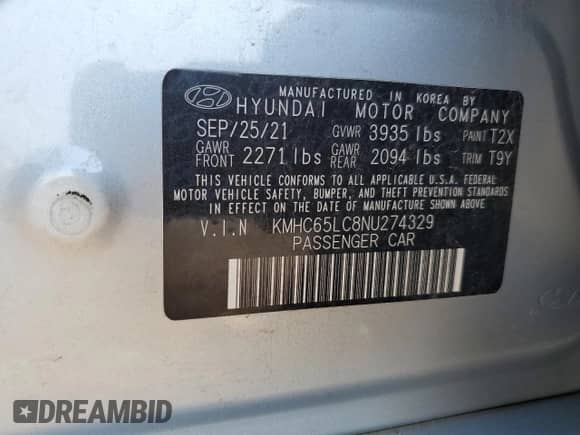 MANUFACTURED IN KOREA BY
HYUNDAI MOTOR COMPANY
SEP/25/21 GVWR 3935 lbs PAINT T2X
GAWR FRONT 2271 lbs GAWR REAR 2094 lbs TRIM T9Y
THIS VEHICLE CONFORMS TO ALL APPLICABLE U.S.A. FEDERAL
MOTOR VEHICLE SAFETY, BUMPER, AND THEFT PREVENTION STANDARDS
IN EFFECT ON THE DATE OF MANUFACTURE SHOWN ABOVE
V.I.N KMHC65LC8NU274329
PASSENGER CAR
DREAMBID